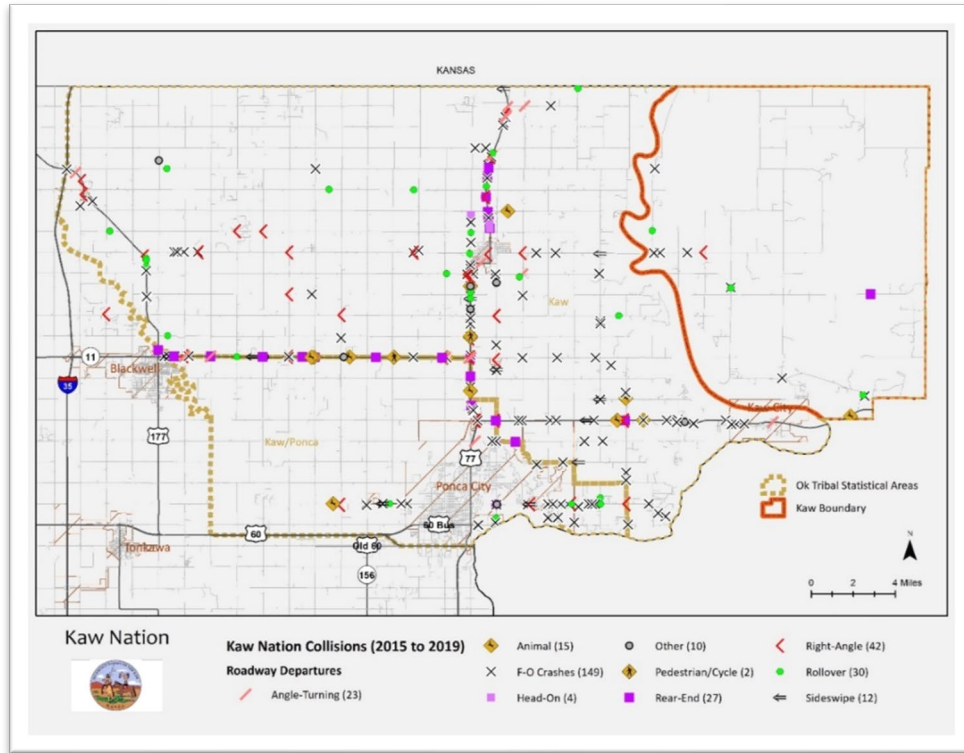 KANSAS
Kaw
11
Blackwell
35
Kaw City
177
Kaw/Ponca
77
Ponca City
Ok Tribal Statistical Areas
Kaw Boundary
60 Bus
60
Tonkawa
Old 60
N
156
0 2 4 Miles
Kaw Nation
Kaw Nation Collisions (2015 to 2019)
Roadway Departures
Angle-Turning (23)
Animal (15)
F-O Crashes (149)
Head-On (4)
Other (10)
Pedestrian/Cycle (2)
Rear-End (27)
Right-Angle (42)
Rollover (30)
Sideswipe (12)